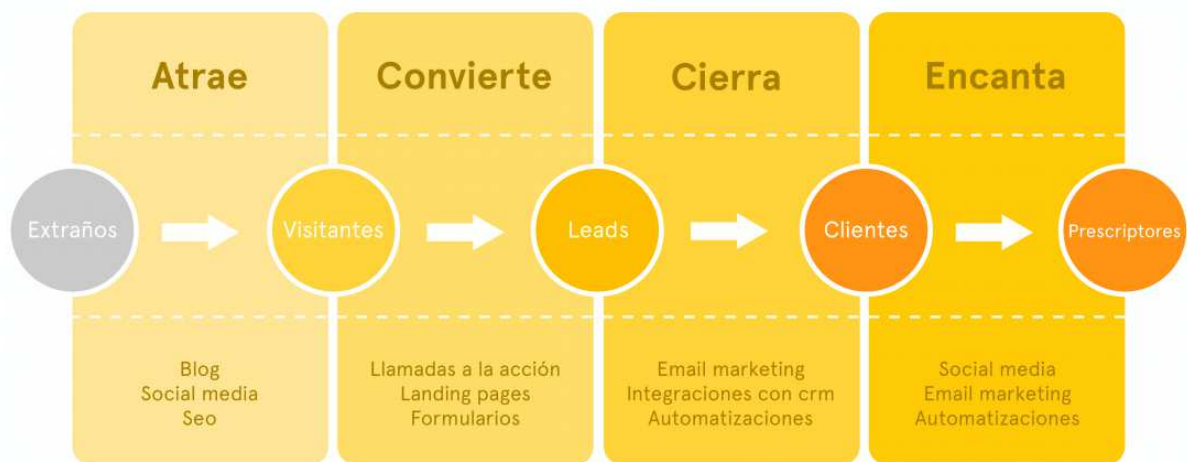 Atrae
Convierte
Cierra
Encanta
Extraños
Visitantes
Leads
Clientes
Prescriptores
Blog
Social media
Seo
Llamadas a la acción
Landing pages
Formularios
Email marketing
Integraciones con crm
Automatizaciones
Social media
Email marketing
Automatizaciones